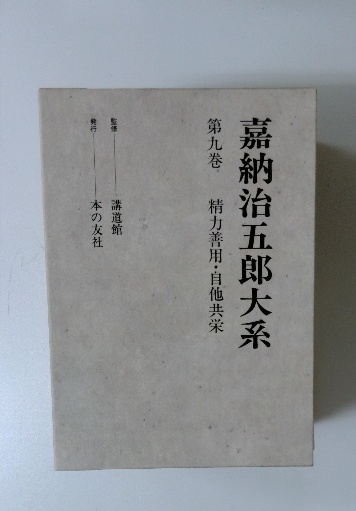 嘉納治五郎大系
第九巻 精力善用・自他共栄
監修 ―― 講道館
発行 ―― 本の友社